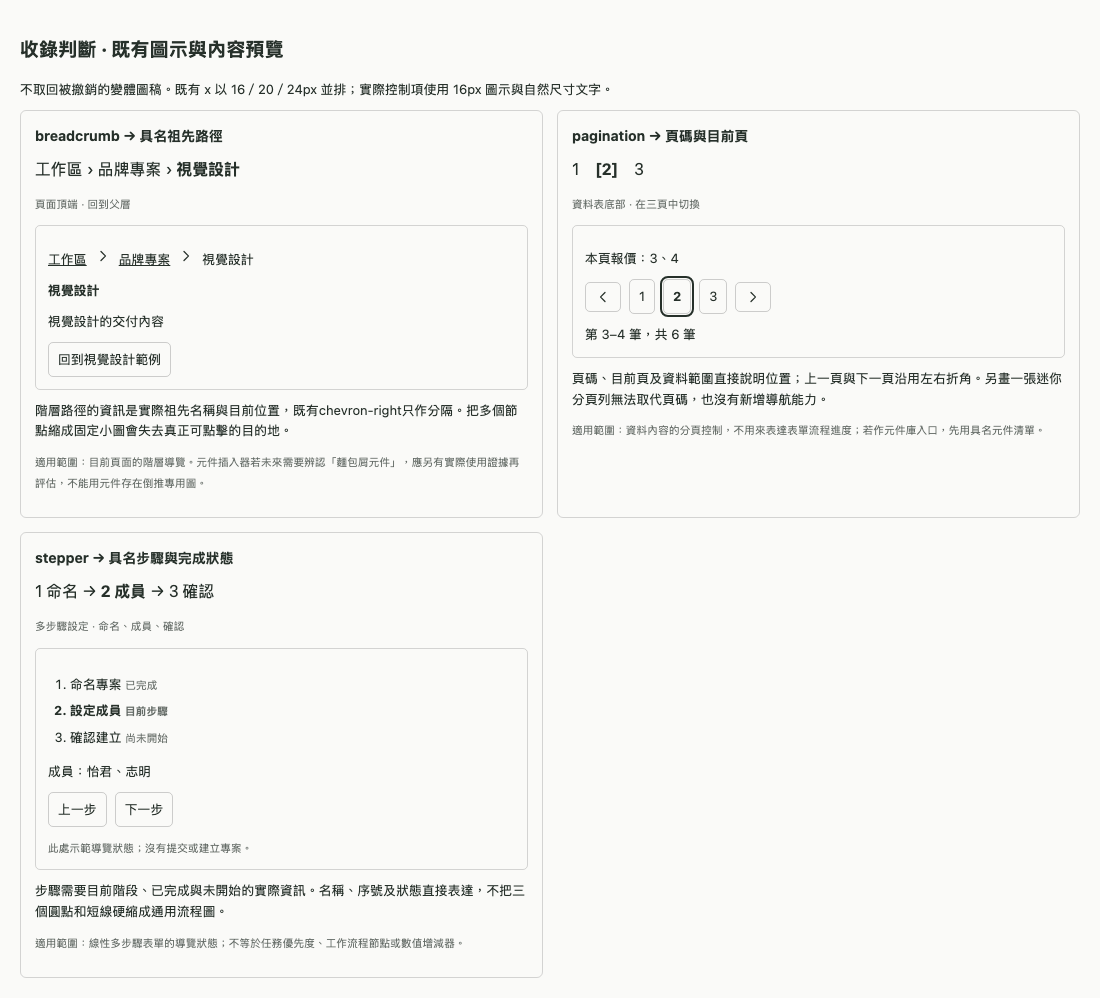 收錄判斷 · 既有圖示與內容預覽
不取回被撤銷的變體圖稿。既有 x 以 16 / 20 / 24px 並排；實際控制項使用 16px 圖示與自然尺寸文字。
breadcrumb → 具名祖先路徑
工作區 › 品牌專案 › 視覺設計
頁面頂端 · 回到父層
工作區 > 品牌專案 > 視覺設計
視覺設計
視覺設計的交付內容
回到視覺設計範例
階層路徑的資訊是實際祖先名稱與目前位置，既有chevron-right只作分隔。把多個節
點縮成固定小圖會失去真正可點擊的目的地。
適用範圍：目前頁面的階層導覽。元件插入器若未來需要辨認「麵包屑元件」，應另有實際使用證據再
評估，不能用元件存在倒推專用圖。
pagination → 頁碼與目前頁
1 [2] 3
資料表底部 · 在三頁中切換
本頁報價：3、4
1 2 3
第 3–4 筆，共 6 筆
頁碼、目前頁及資料範圍直接說明位置；上一頁與下一頁沿用左右折角。另畫一張迷你
分頁列無法取代頁碼，也沒有新增導航能力。
適用範圍：資料內容的分頁控制，不用來表達表單流程進度；若作元件庫入口，先用具名元件清單。
stepper → 具名步驟與完成狀態
1 命名 → 2 成員 → 3 確認
多步驟設定 · 命名、成員、確認
1. 命名專案 已完成
2. 設定成員 目前步驟
3. 確認建立 尚未開始
成員：怡君、志明
上一步 下一步
此處示範導覽狀態；沒有提交或建立專案。
步驟需要目前階段、已完成與未開始的實際資訊。名稱、序號及狀態直接表達，不把三
個圓點和短線硬縮成通用流程圖。
適用範圍：線性多步驟表單的導覽狀態；不等於任務優先度、工作流程節點或數值增減器。